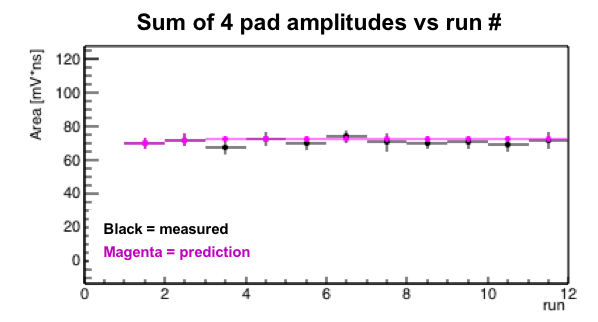 Sum of 4 pad amplitudes vs run #
Area [mV*ns]
120
100
80
60
40
20
0
Black = measured
Magenta = prediction
0 2 4 6 8 10 12
run